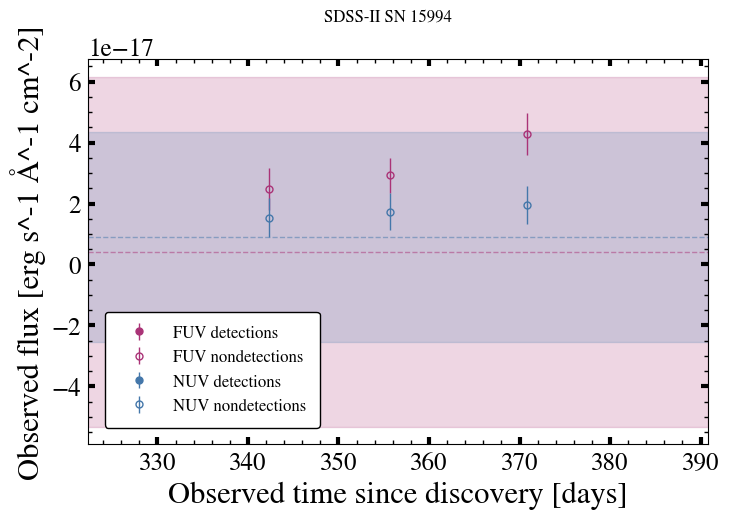 SDSS-II SN 15994
1e−17
Observed flux [erg s^-1 Å^-1 cm^-2]
6
4
2
0
−2
−4
FUV detections
FUV nondetections
NUV detections
NUV nondetections
330 340 350 360 370 380 390
Observed time since discovery [days]